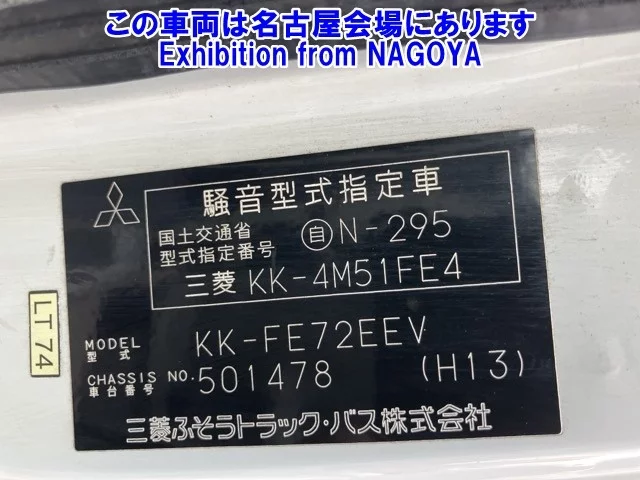 この車両は名古屋会場にあります
Exhibition from NAGOYA
騒音型式指定車
国土交通省
型式指定番号 自 N-295
三菱 KK-4M51FE4
LT74
MODEL
型式 KK-FE72EEV
CHASSIS NO.
車台番号 501478 (H13)
三菱ふそうトラック・バス株式会社